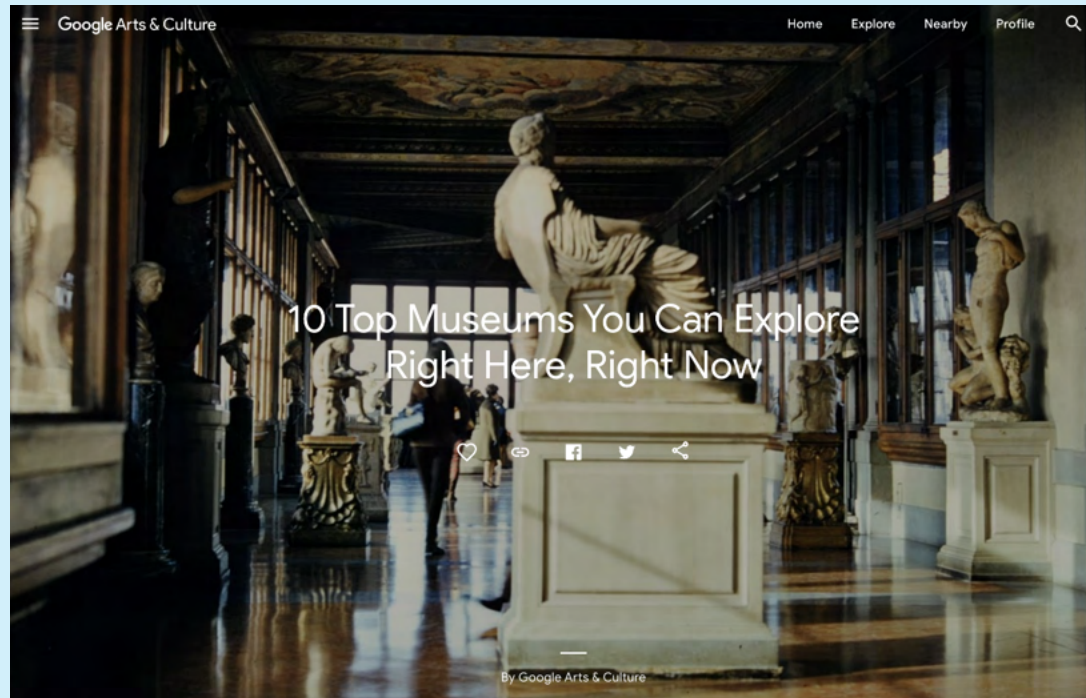 Google Arts & Culture
Home Explore Nearby Profile
10 Top Museums You Can Explore
Right Here, Right Now
By Google Arts & Culture